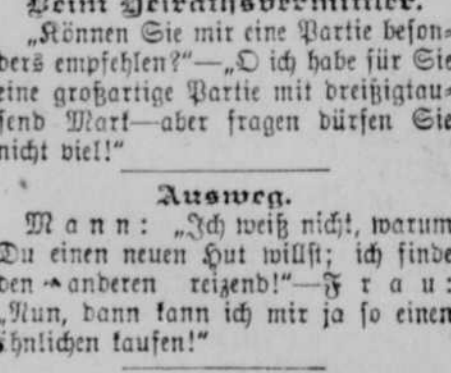 Beim Heirathsvermittler.
„Können Sie mir eine Partie beson-
ders empfehlen?“—„O ich habe für Sie
eine großartige Partie mit dreißigtau-
send Mark—aber fragen dürfen Sie
nicht viel!“
Ausweg.
Mann: „Ich weiß nicht, warum
Du einen neuen Hut willst; ich finde
den anderen reizend!“—Frau:
„Nun, dann kann ich mir ja so einen
ähnlichen kaufen!“